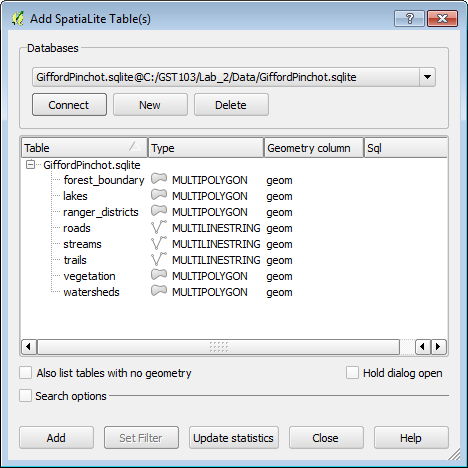 Add SpatiaLite Table(s)
Databases
GiffordPinchot.sqlite@C:/GST103/Lab_2/Data/GiffordPinchot.sqlite
Connect New Delete
Table Type Geometry column Sql
GiffordPinchot.sqlite
forest_boundary MULTIPOLYGON geom
lakes MULTIPOLYGON geom
ranger_districts MULTIPOLYGON geom
roads MULTILINESTRING geom
streams MULTILINESTRING geom
trails MULTILINESTRING geom
vegetation MULTIPOLYGON geom
watersheds MULTIPOLYGON geom
Also list tables with no geometry Hold dialog open
Search options
Add Set Filter Update statistics Close Help